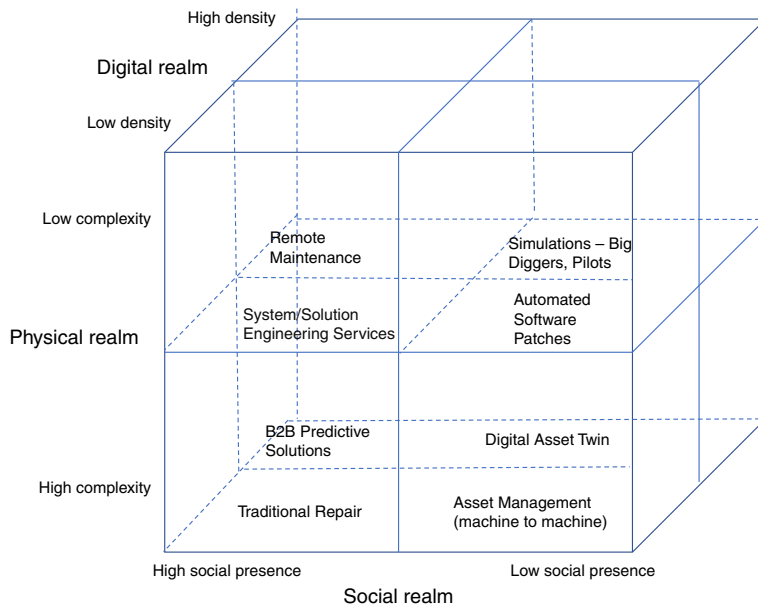 High density
Digital realm
Low density
Low complexity
Remote
Maintenance
Simulations – Big
Diggers, Pilots
System/Solution
Engineering Services
Automated
Software
Patches
Physical realm
B2B Predictive
Solutions
Digital Asset Twin
High complexity
Traditional Repair
Asset Management
(machine to machine)
High social presence
Low social presence
Social realm